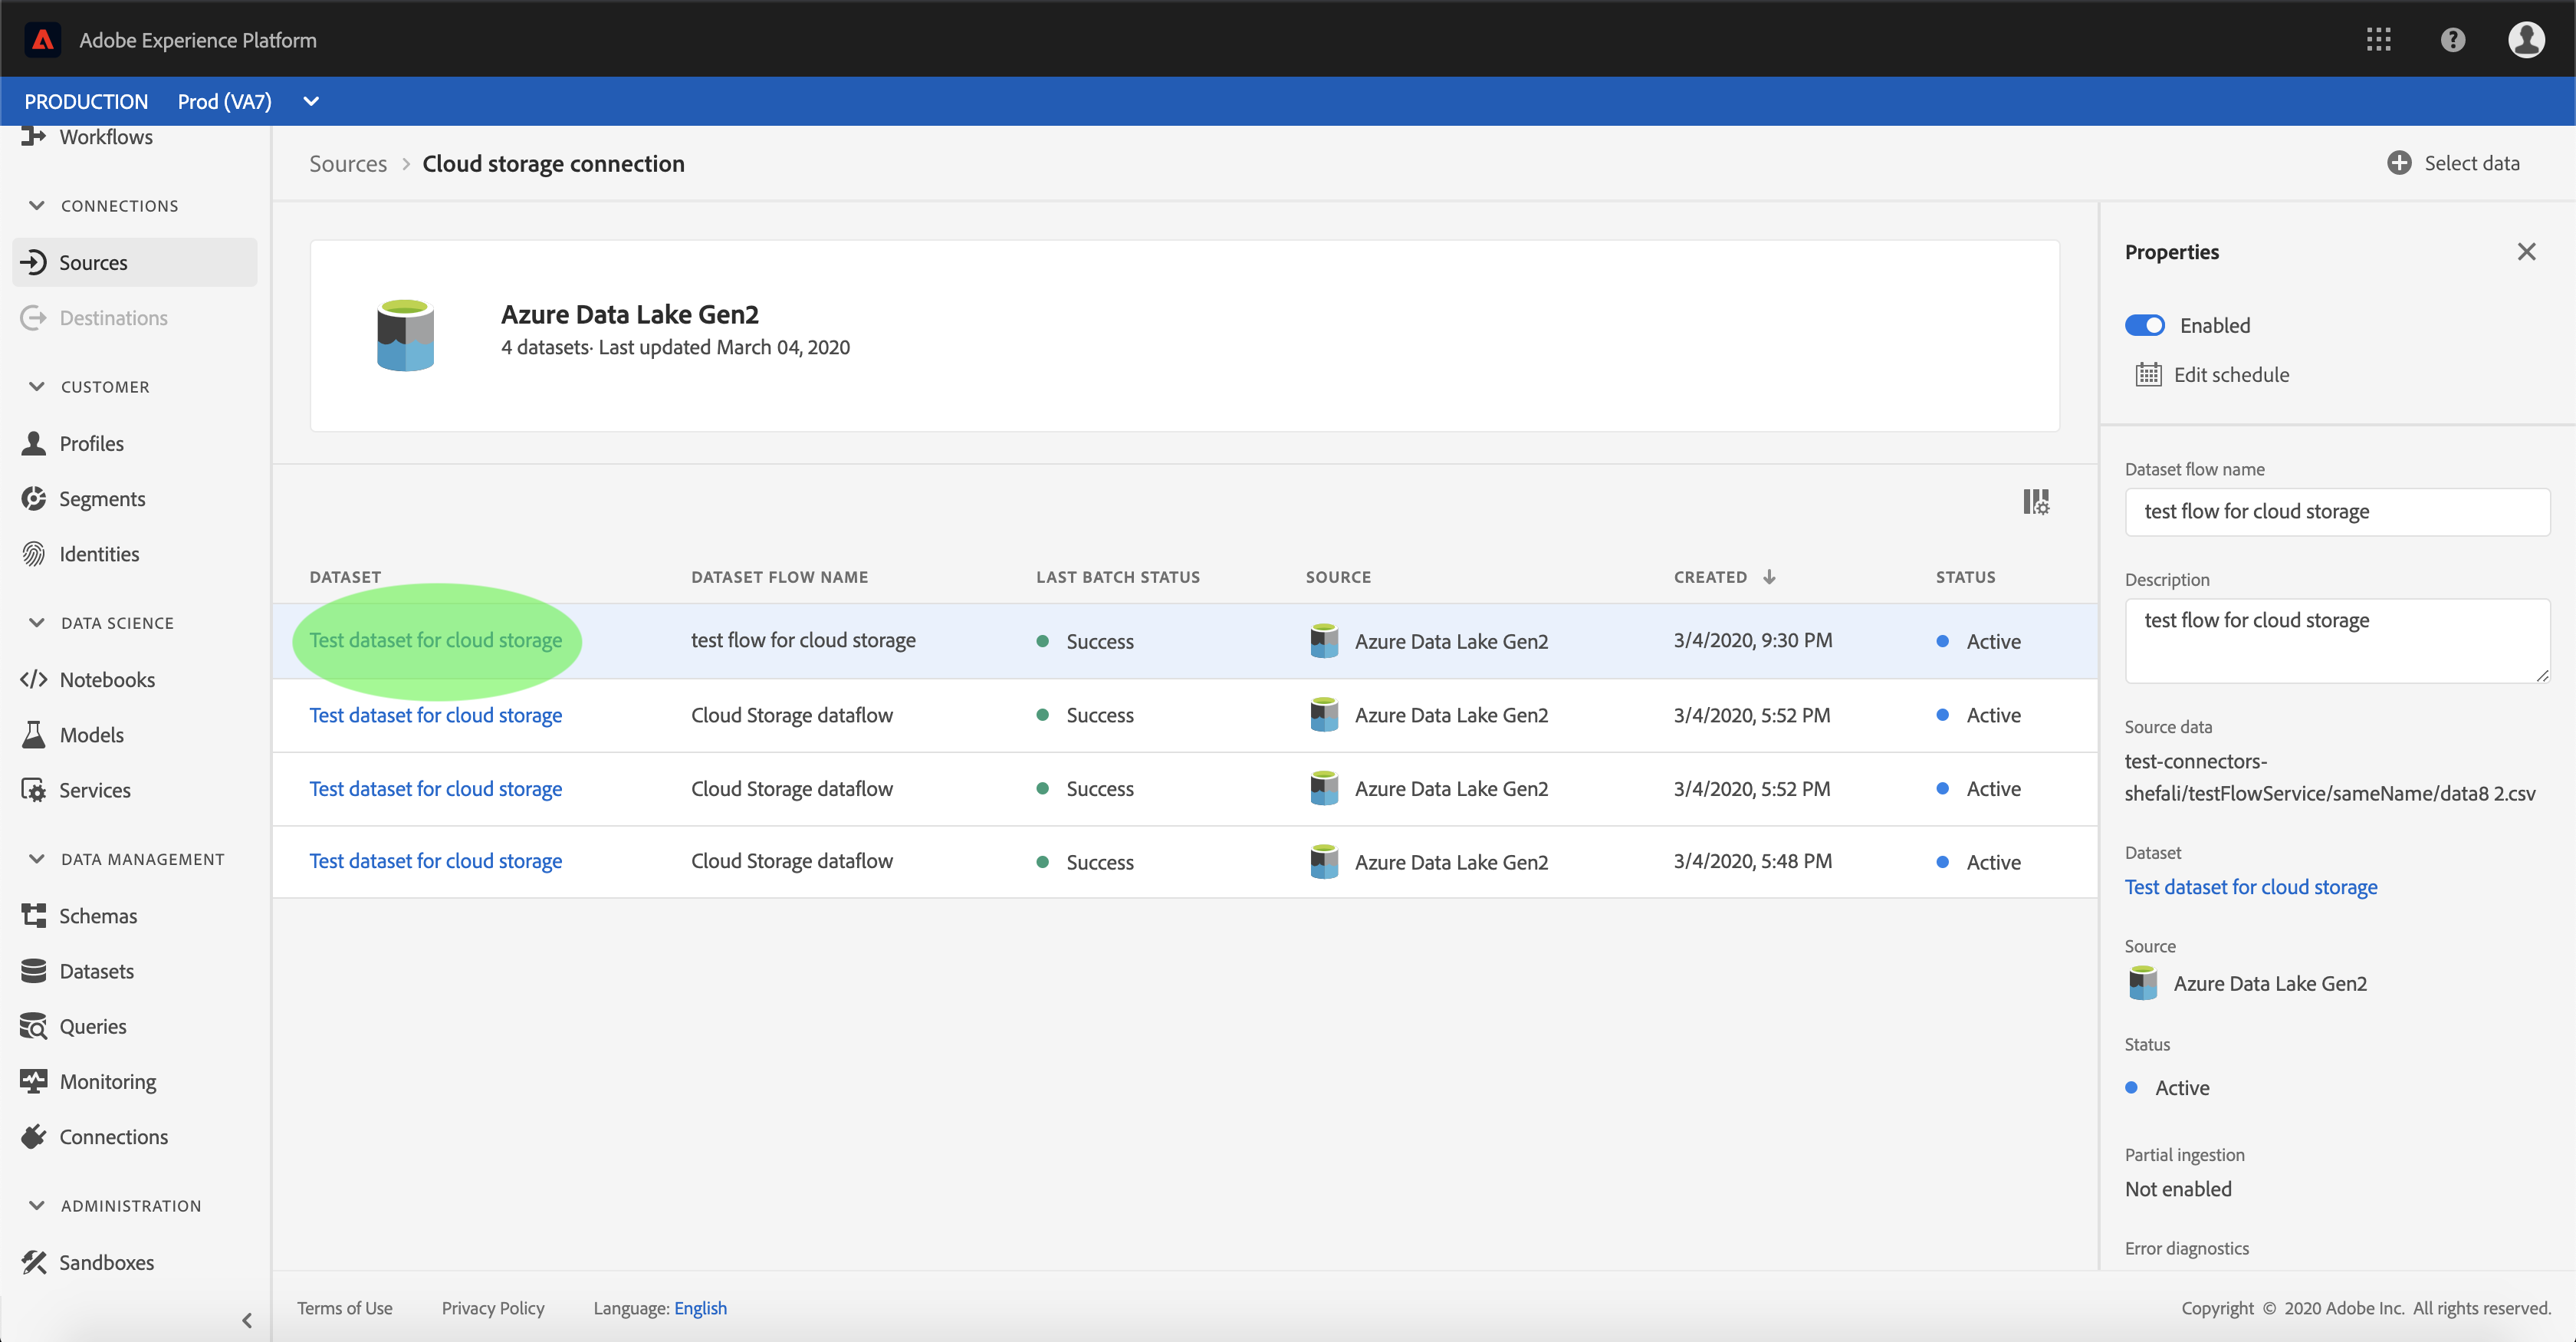 Adobe Experience Platform
PRODUCTION Prod (VA7)
Workflows
CONNECTIONS
Sources
Destinations
CUSTOMER
Profiles
Segments
Identities
DATA SCIENCE
Notebooks
Models
Services
DATA MANAGEMENT
Schemas
Datasets
Queries
Monitoring
Connections
ADMINISTRATION
Sandboxes
Sources > Cloud storage connection
Select data
Azure Data Lake Gen2
4 datasets· Last updated March 04, 2020
DATASET DATASET FLOW NAME LAST BATCH STATUS SOURCE CREATED STATUS
Test dataset for cloud storage test flow for cloud storage Success Azure Data Lake Gen2 3/4/2020, 9:30 PM Active
Test dataset for cloud storage Cloud Storage dataflow Success Azure Data Lake Gen2 3/4/2020, 5:52 PM Active
Test dataset for cloud storage Cloud Storage dataflow Success Azure Data Lake Gen2 3/4/2020, 5:52 PM Active
Test dataset for cloud storage Cloud Storage dataflow Success Azure Data Lake Gen2 3/4/2020, 5:48 PM Active
Properties
Enabled
Edit schedule
Dataset flow name
test flow for cloud storage
Description
test flow for cloud storage
Source data
test-connectors-
shefali/testFlowService/sameName/data8 2.csv
Dataset
Test dataset for cloud storage
Source
Azure Data Lake Gen2
Status
Active
Partial ingestion
Not enabled
Error diagnostics
Terms of Use Privacy Policy Language: English
Copyright © 2020 Adobe Inc. All rights reserved.